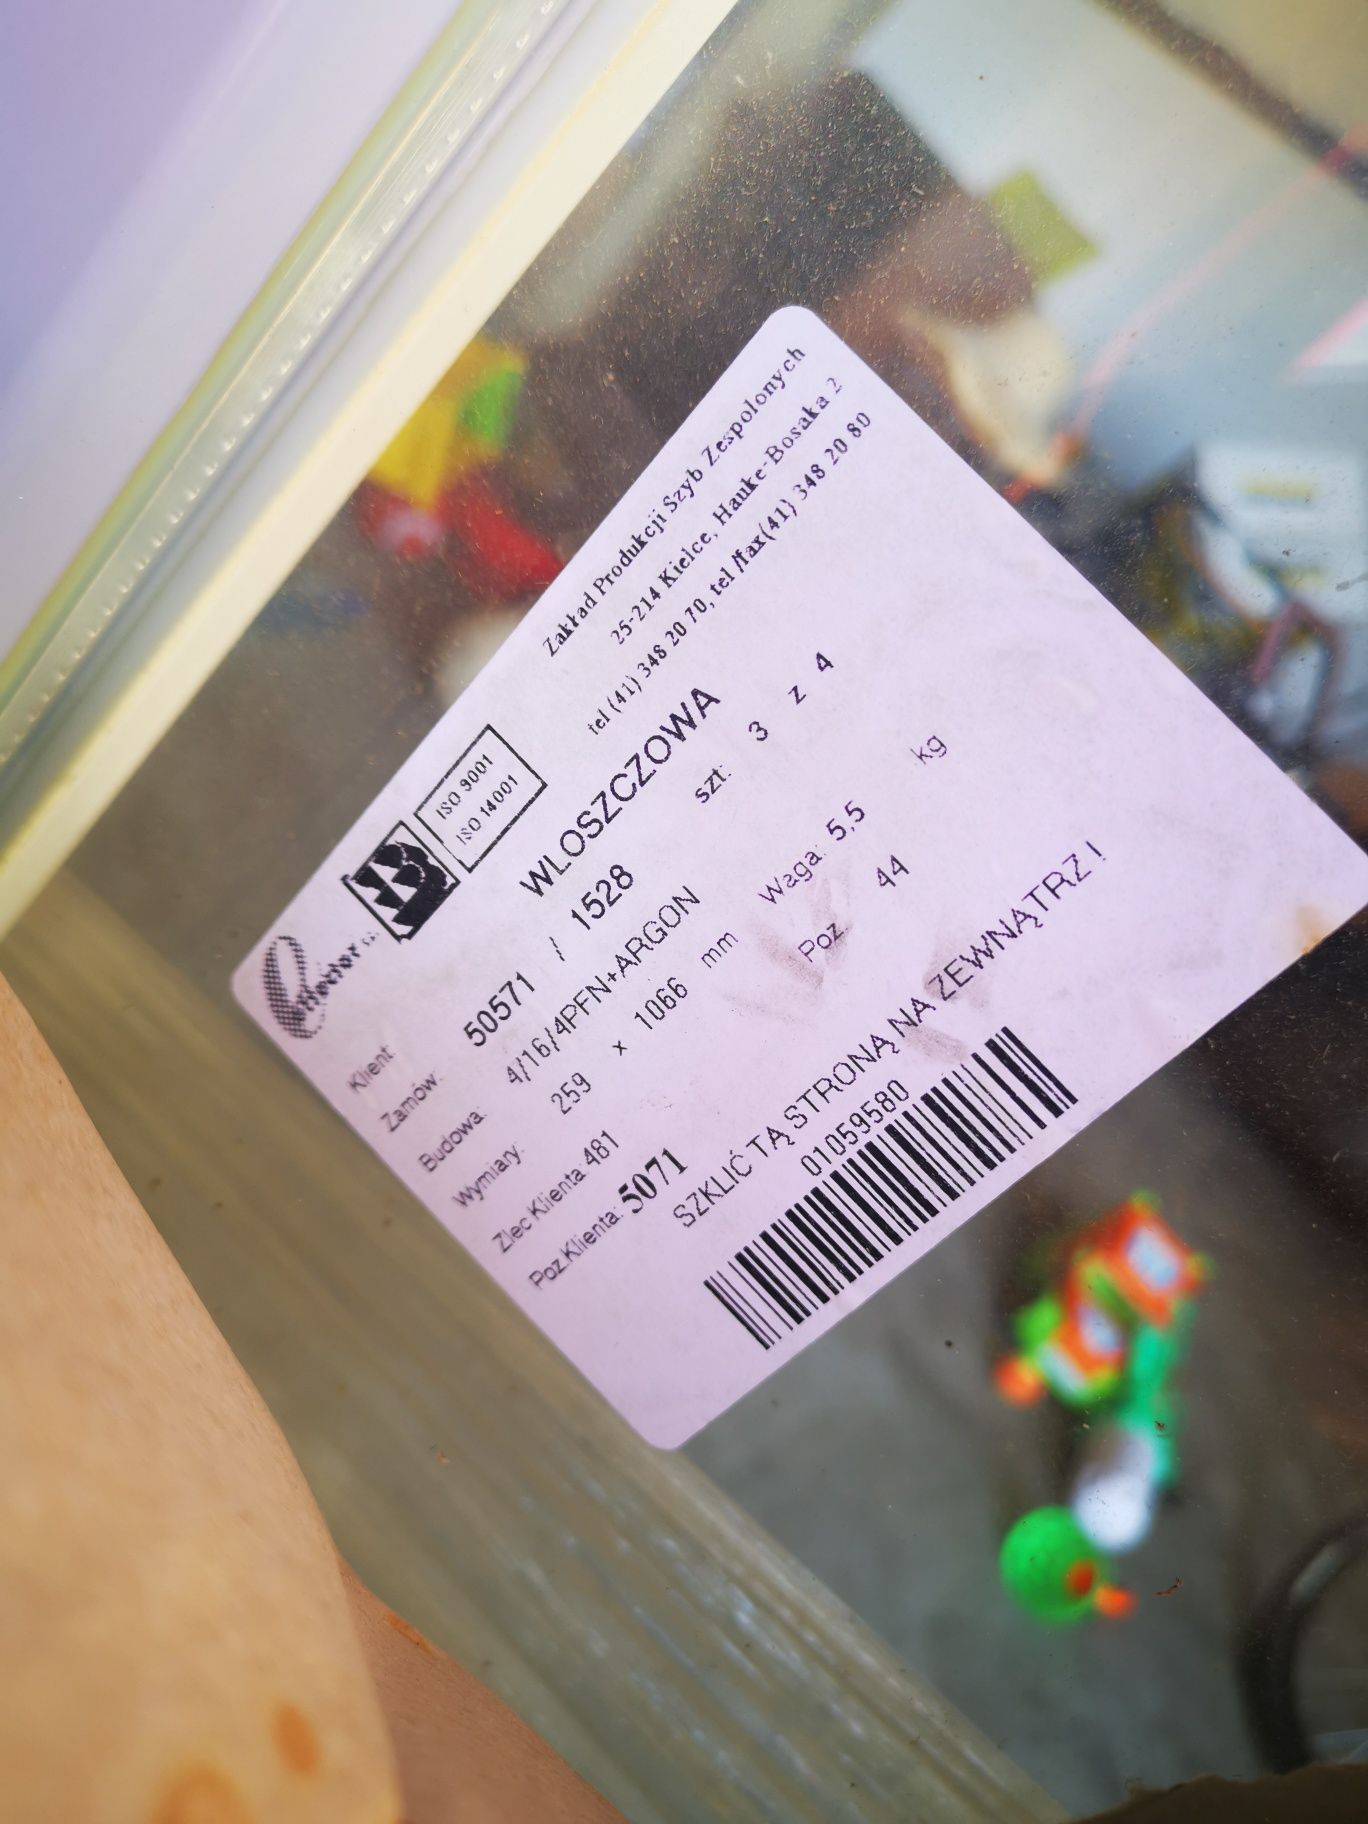 Zakład Produkcji Szyb Zespolonych
25-214 Kielce, Hauke-Bosaka 2
tel (41) 348 20 70, tel /fax(41) 348 20 80
B
ISO 9001
ISO 14001
Klient: WLOSZCZOWA
Zamów: 50571 / 1528 szt: 3 z 4
Budowa: 4/16/4PFN+ARGON
Wymiary: 259 x 1066 mm Waga: 5,5 kg
Zlec Klienta: 481 Poz. 44
Poz.Klienta: 5071
SZKLIĆ TĄ STRONĄ NA ZEWNĄTRZ !
01059580